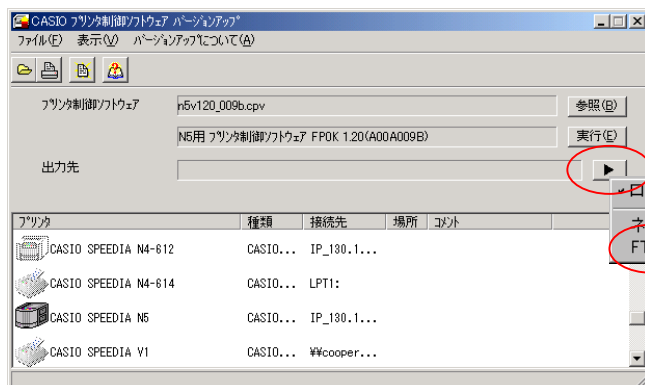 CASIO プリンタ制御ソフトウェア バージョンアップ
ファイル(F) 表示(V) バージョンアップについて(A)
プリンタ制御ソフトウェア n5v120_009b.cpv 参照(B)
N5用 プリンタ制御ソフトウェア FP0K 1.20(A00A009B) 実行(E)
出力先
プリンタ 種類 接続先 場所 コメント
CASIO SPEEDIA N4-612 CASIO... IP_130.1...
CASIO SPEEDIA N4-614 CASIO... LPT1:
CASIO SPEEDIA N5 CASIO... IP_130.1...
CASIO SPEEDIA V1 CASIO... ¥¥cooper...
ネ
FT